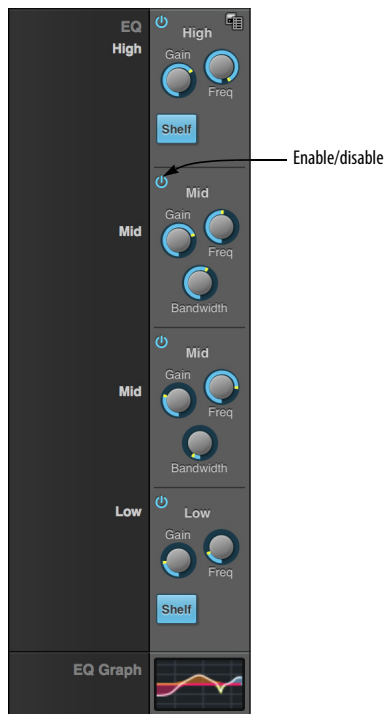 EQ
High
High
Gain
Freq
Shelf
Enable/disable
Mid
Mid
Gain
Freq
Bandwidth
Mid
Mid
Gain
Freq
Bandwidth
Low
Low
Gain
Freq
Shelf
EQ Graph